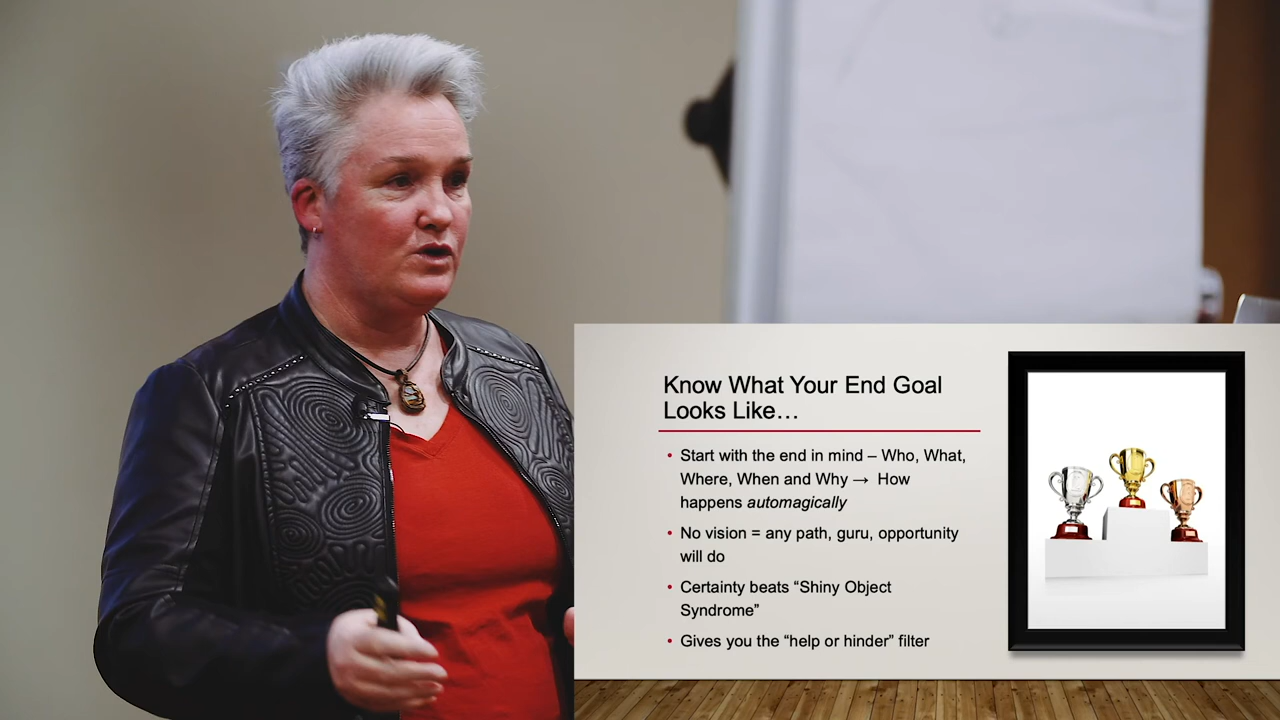 Know What Your End Goal
Looks Like…
• Start with the end in mind – Who, What,
Where, When and Why → How
happens automagically
• No vision = any path, guru, opportunity
will do
• Certainty beats “Shiny Object
Syndrome”
• Gives you the “help or hinder” filter